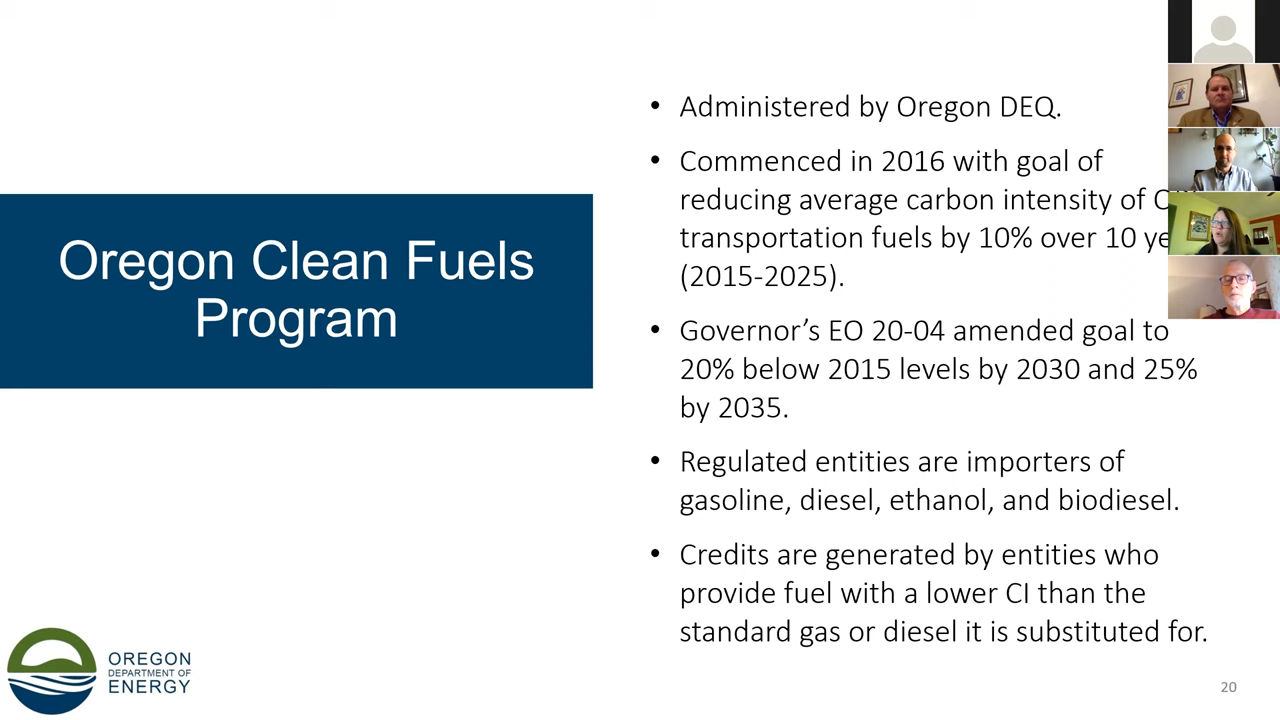 Oregon Clean Fuels
Program
• Administered by Oregon DEQ.
• Commenced in 2016 with goal of
reducing average carbon intensity of
transportation fuels by 10% over 10
(2015-2025).
• Governor’s EO 20-04 amended goal to
20% below 2015 levels by 2030 and 25%
by 2035.
• Regulated entities are importers of
gasoline, diesel, ethanol, and biodiesel.
• Credits are generated by entities who
provide fuel with a lower CI than the
standard gas or diesel it is substituted for.
OREGON
DEPARTMENT OF
ENERGY
20